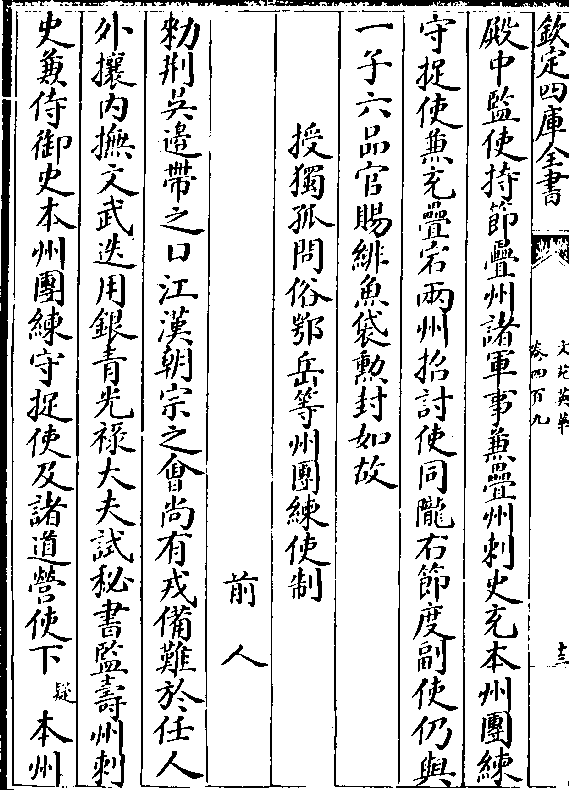 欽定四庫全書
文苑英華
卷四百九
十三
殿中監使持節疊州諸軍事兼疊州刺史充本州團練
守捉使兼充疊宕兩州招討使同隴右節度副使仍與
一子六品官賜緋魚袋勲封如故
授獨孤問俗鄂岳等州團練使制
前人
勑荆吳邉帶之口江漢朝宗之會尚有戎備難於任人
外攘内撫文武迭用銀青光禄大夫試秘書監壽州刺
史兼侍御史本州團練守捉使及諸道營使下疑本州